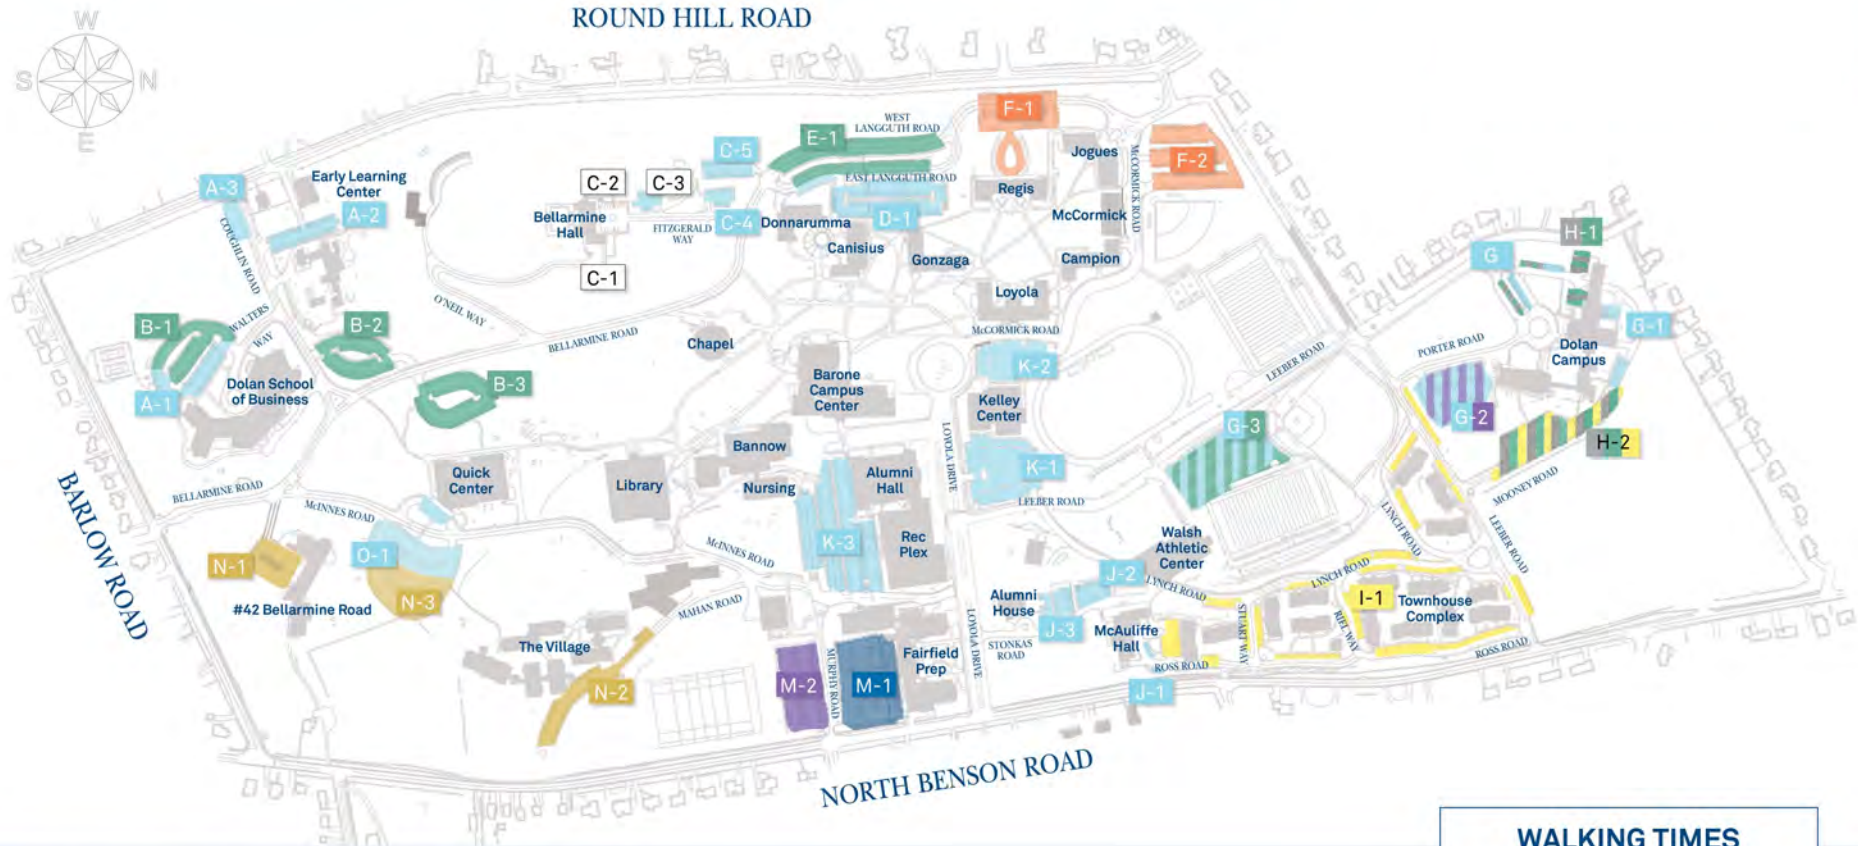 ROUND HILL ROAD
W
S
N
E
F-1
WEST
LANGGUTH ROAD
E-1
C-5
Jogues
McCORMICK ROAD
F-2
EAST LANGGUTH ROAD
Early Learning
Center
A-3
A-2
C-2
C-3
Regis
COUGHLIN ROAD
Bellarmine
Hall
FITZGERALD
WAY
C-4
Donnarumma
D-1
McCormick
H-1
Canisius
G
Gonzaga
Campion
C-1
Loyola
O'NEIL WAY
WALTERS
WAY
B-1
B-2
BELLARMINE ROAD
McCORMICK ROAD
G-1
Chapel
PORTER ROAD
Dolan
Campus
LEEBER ROAD
K-2
Barone
Campus
Center
Dolan School
of Business
B-3
A-1
Kelley
Center
G-2
G-3
H-2
LOYOLA DRIVE
Bannow
K-1
Quick
Center
Library
Nursing
Alumni
Hall
BELLARMINE ROAD
McINNES ROAD
LEEBER ROAD
MOONEY ROAD
LYNCH ROAD
LEEBER ROAD
BARLOW ROAD
O-1
K-3
Rec
Plex
Walsh
Athletic
Center
McINNES ROAD
N-1
J-2
LYNCH ROAD
LYNCH ROAD
N-3
#42 Bellarmine Road
MAHAN ROAD
Alumni
House
J-3
I-1
Townhouse
Complex
McAuliffe
Hall
STUART WAY
RIEL WAY
The Village
STONKAS
ROAD
LOYOLA DRIVE
ROSS ROAD
ROSS ROAD
Fairfield
Prep
N-2
M-2
MURPHY ROAD
M-1
J-1
NORTH BENSON ROAD
WALKING TIMES